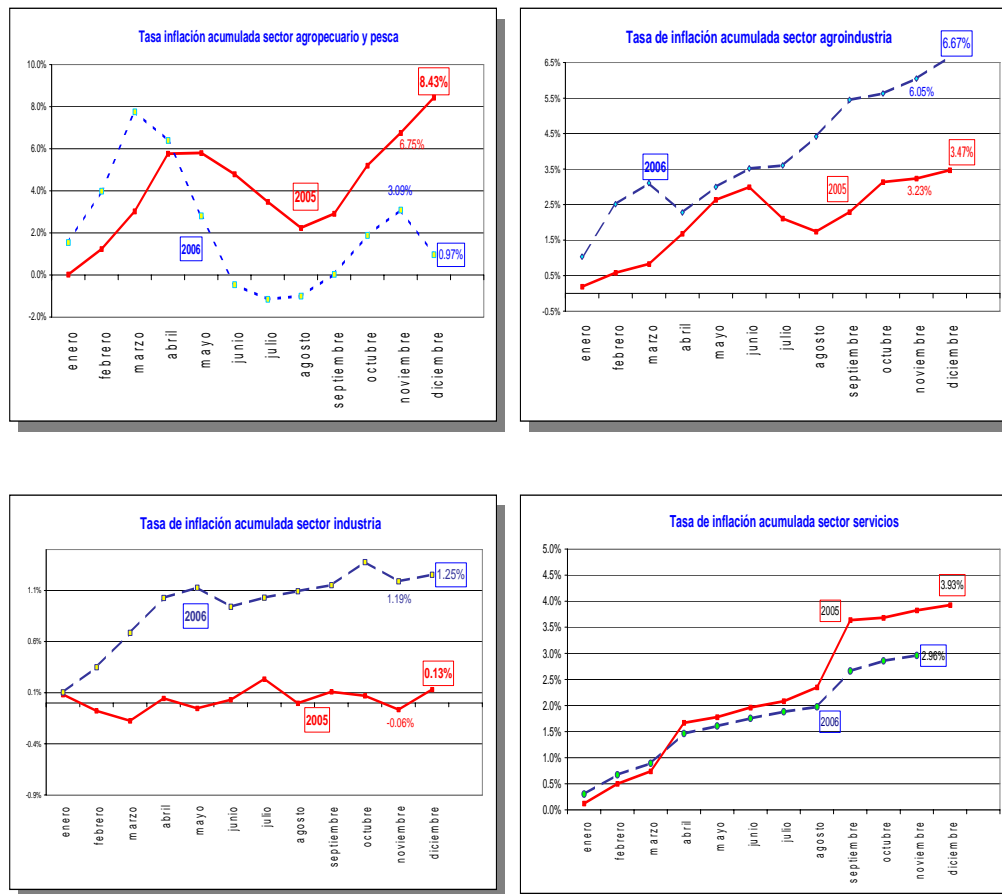 Tasa inflación acumulada sector agropecuario y pesca
10.0%
8.0%
6.0%
4.0%
2.0%
0.0%
-2.0%
8.43%
6.75%
3.09%
2005
2006
0.97%
enero
febrero
marzo
abril
mayo
junio
julio
agosto
septiembre
octubre
noviembre
diciembre
Tasa de inflación acumulada sector agroindustria
6.5%
5.5%
4.5%
3.5%
2.5%
1.5%
0.5%
-0.5%
6.67%
6.05%
2006
3.47%
2005
3.23%
enero
febrero
marzo
abril
mayo
junio
julio
agosto
septiembre
octubre
noviembre
diciembre
Tasa de inflación acumulada sector industria
1.1%
0.6%
0.1%
-0.4%
-0.9%
1.25%
1.19%
2006
0.13%
2005
-0.06%
enero
febrero
marzo
abril
mayo
junio
julio
agosto
septiembre
octubre
noviembre
diciembre
Tasa de inflación acumulada sector servicios
5.0%
4.5%
4.0%
3.5%
3.0%
2.5%
2.0%
1.5%
1.0%
0.5%
0.0%
3.93%
2005
2.96%
2006
enero
febrero
marzo
abril
mayo
junio
julio
agosto
septiembre
octubre
noviembre
diciembre